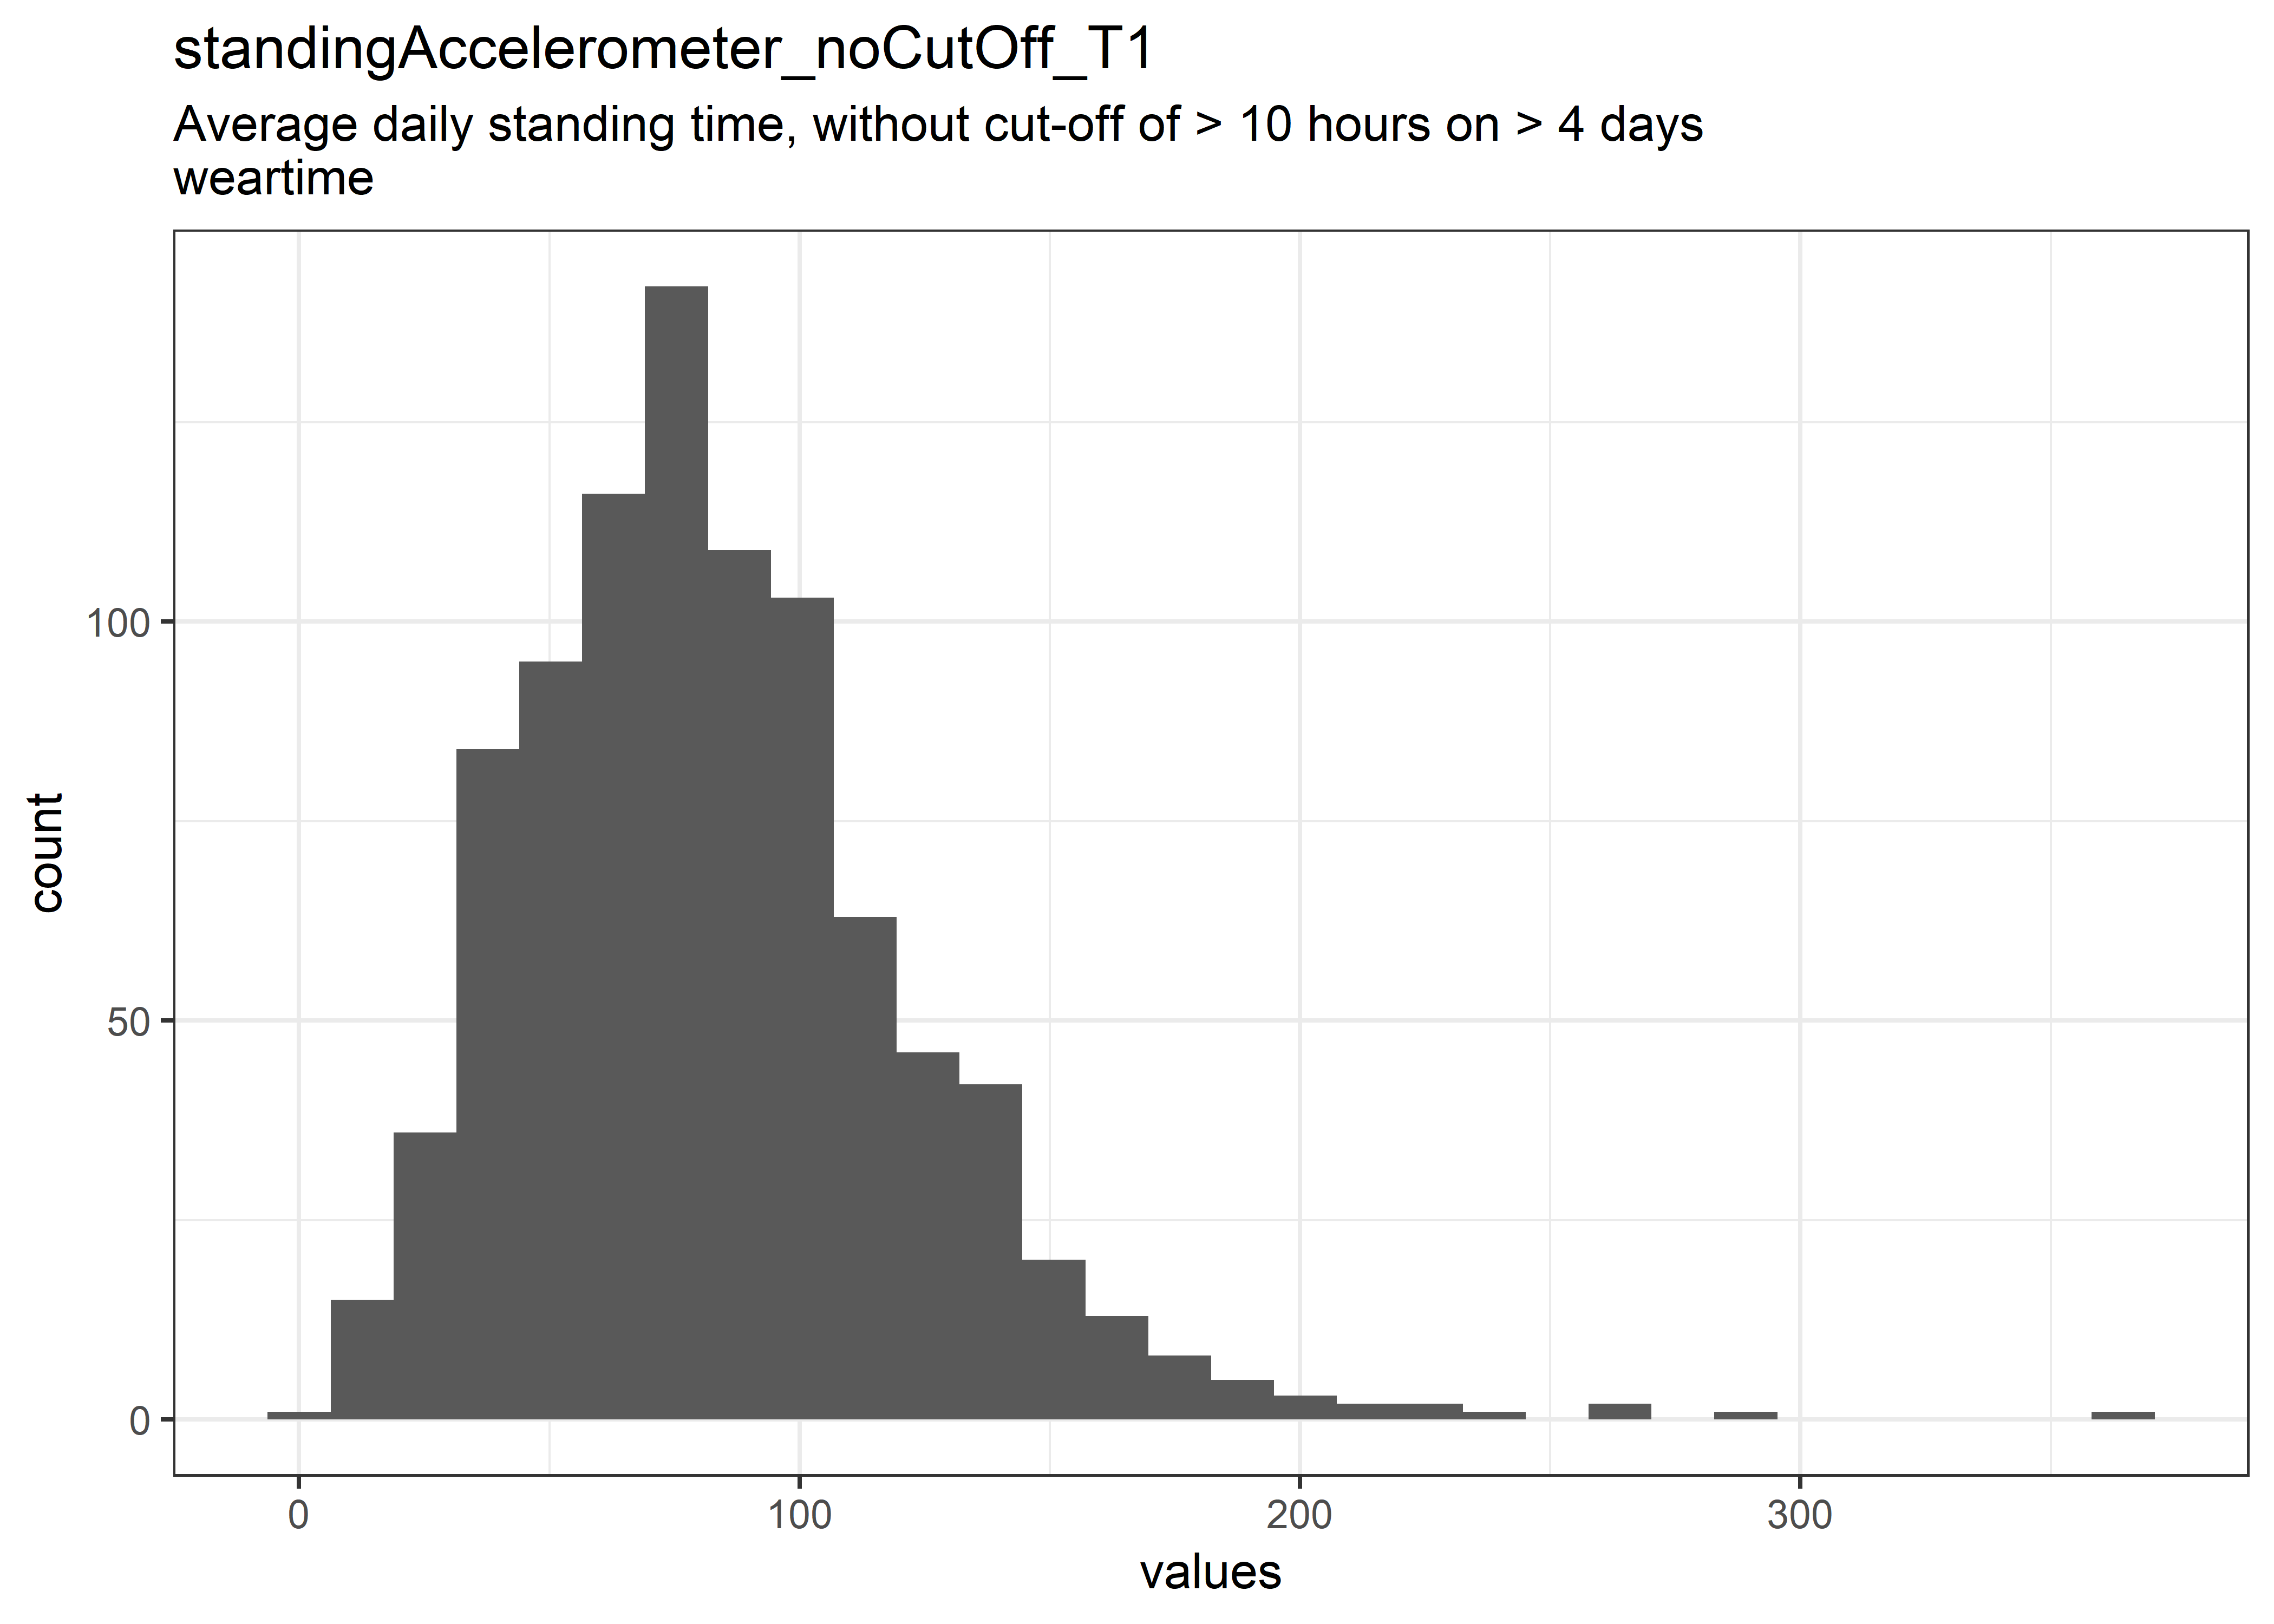 standingAccelerometer_noCutOff_T1
Average daily standing time, without cut-off of > 10 hours on > 4 days
weartime
100
50
0
count
0
100
200
300
values